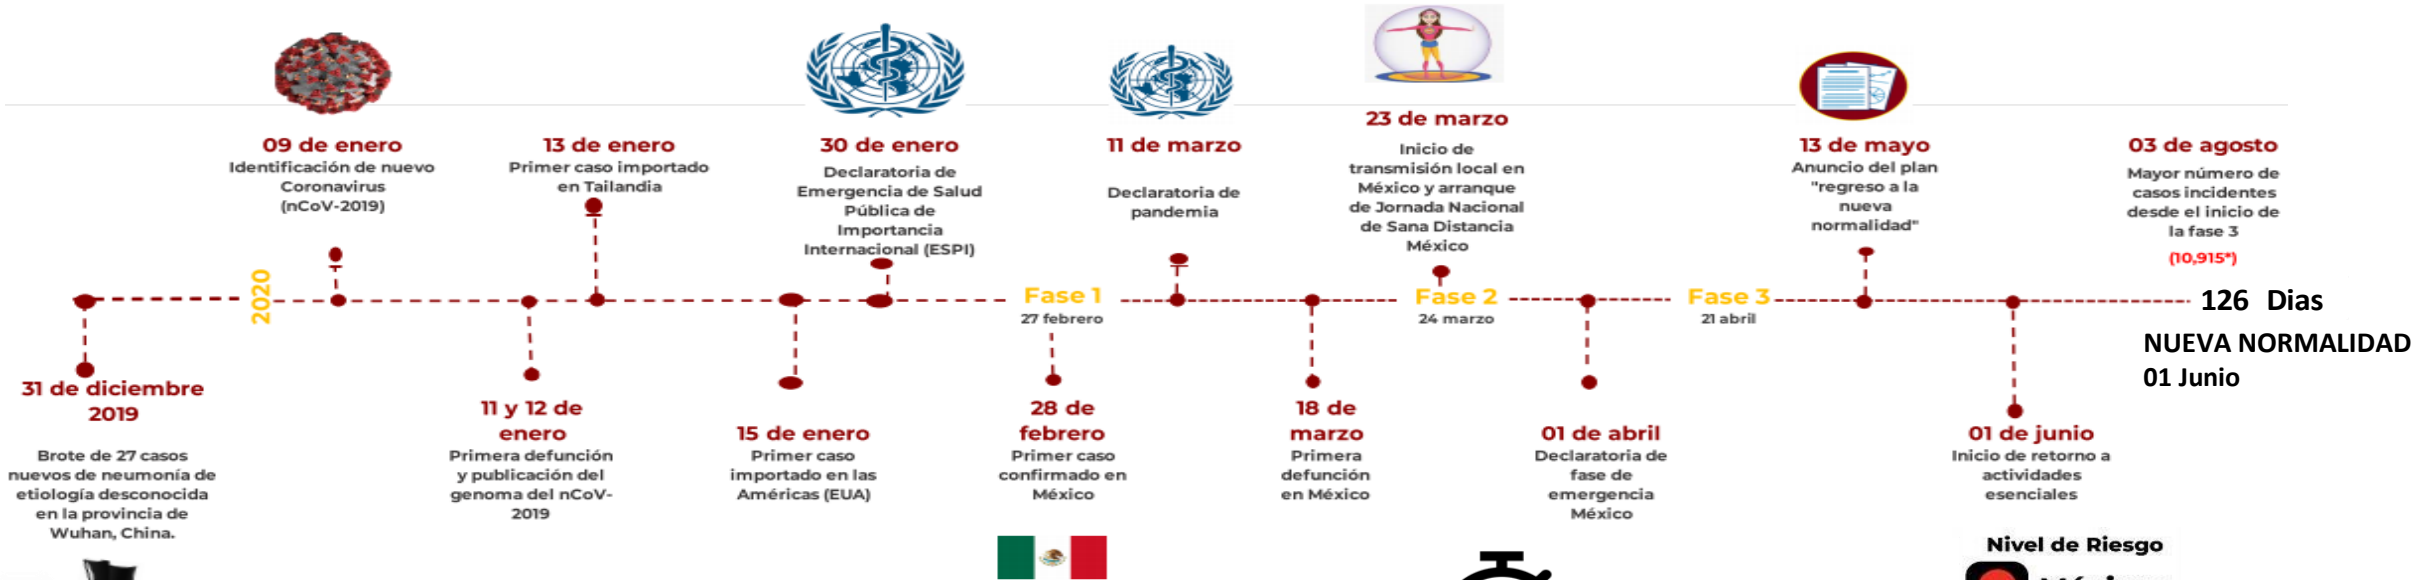 09 de enero
Identificación de nuevo
Coronavirus
(nCoV-2019)
13 de enero
Primer caso importado
en Tailandia
30 de enero
Declaratoria de
Emergencia de Salud
Pública de
Importancia
Internacional (ESPI)
11 de marzo
Declaratoria de
pandemia
23 de marzo
Inicio de
transmisión local en
México y arranque
de Jornada Nacional
de Sana Distancia
México
13 de mayo
Anuncio del plan
"regreso a la
nueva
normalidad"
03 de agosto
Mayor número de
casos incidentes
desde el inicio de
la fase 3
(10,915*)
2020
Fase 1
27 febrero
Fase 2
24 marzo
Fase 3
21 abril
126 Dias
NUEVA NORMALIDAD
01 Junio
31 de diciembre
2019
Brote de 27 casos
nuevos de neumonía de
etiología desconocida
en la provincia de
Wuhan, China.
11 y 12 de
enero
Primera defunción
y publicación del
genoma del nCoV-
2019
15 de enero
Primer caso
importado en las
Américas (EUA)
28 de
febrero
Primer caso
confirmado en
México
18 de
marzo
Primera
defunción
en México
01 de abril
Declaratoria de
fase de
emergencia
México
01 de junio
Inicio de retorno a
actividades
esenciales
Nivel de Riesgo